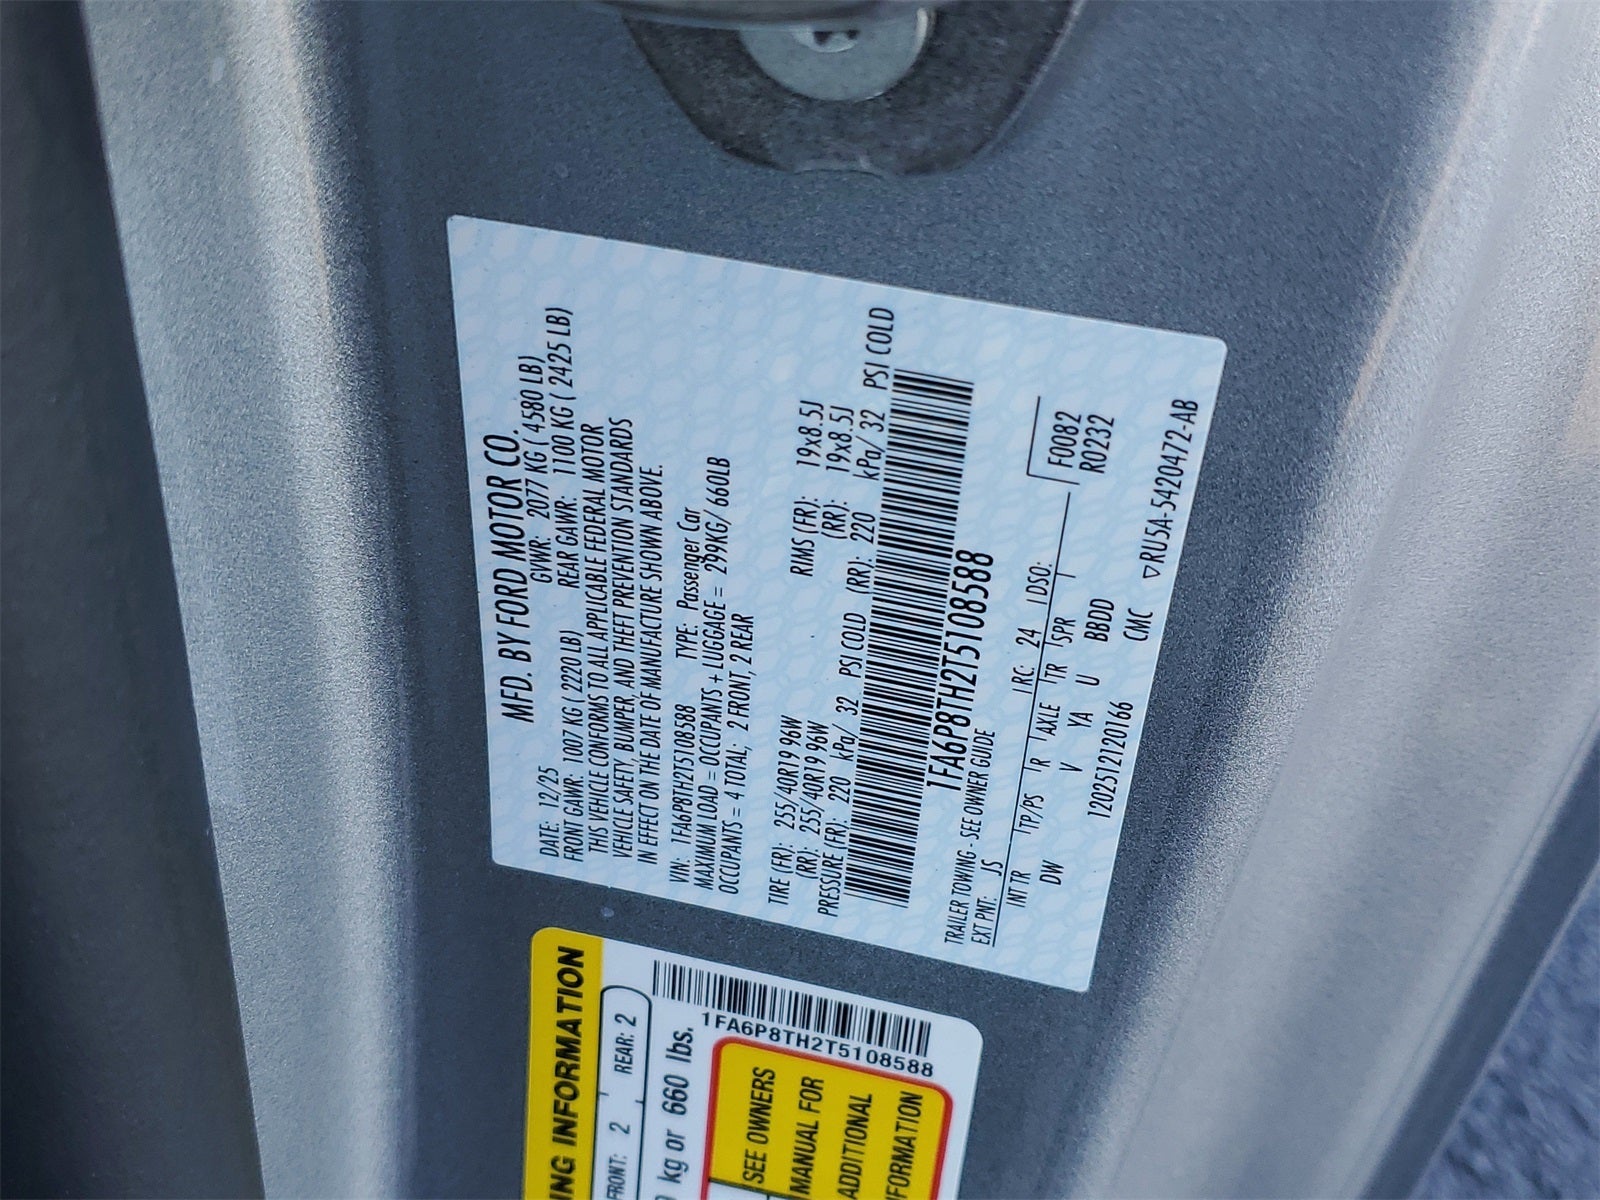 MFD. BY FORD MOTOR CO.
DATE: 12/25 GVWR: 2077 KG ( 4580 LB)
FRONT GAWR: 1007 KG ( 2220 LB) REAR GAWR: 1100 KG ( 2425 LB)
THIS VEHICLE CONFORMS TO ALL APPLICABLE FEDERAL MOTOR
VEHICLE SAFETY, BUMPER, AND THEFT PREVENTION STANDARDS
IN EFFECT ON THE DATE OF MANUFACTURE SHOWN ABOVE.
VIN: 1FA6P8TH2T5108588 TYPE: Passenger Car
MAXIMUM LOAD = OCCUPANTS + LUGGAGE = 299KG/ 660LB
OCCUPANTS = 4 TOTAL; 2 FRONT, 2 REAR
TIRE (FR): 255/40R19 96W RIMS (FR): 19x8.5J
(RR): 255/40R19 96W (RR): 19x8.5J
PRESSURE (FR): 220 kPa/ 32 PSI COLD (RR): 220 kPa/ 32 PSI COLD
1FA6P8TH2T5108588
TRAILER TOWING - SEE OWNER GUIDE
EXT PNT: JS RC: 24 DSO: F0082
INT TR TP/PS R AXLE TR SPR R0232
DW V YA U BBDD
1202512120166 CMC ▽RU5A-5420472-AB
ING INFORMATION
FRONT: 2 REAR: 2
kg or 660 lbs.
1FA6P8TH2T5108588
SEE OWNERS
MANUAL FOR
ADDITIONAL
NFORMATION